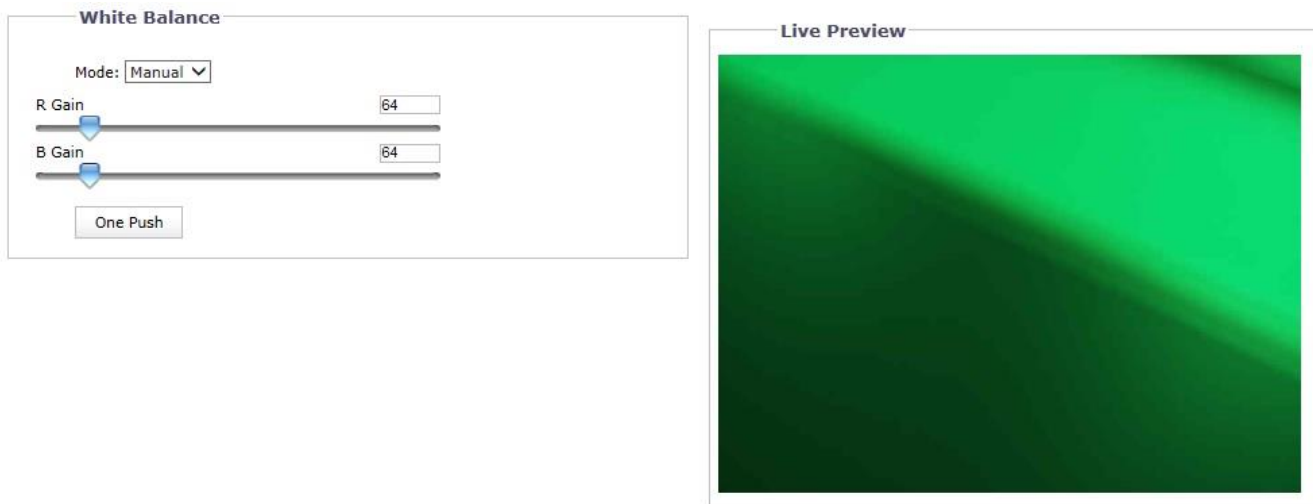 White Balance
Live Preview
Mode: Manual
R Gain 64
B Gain 64
One Push